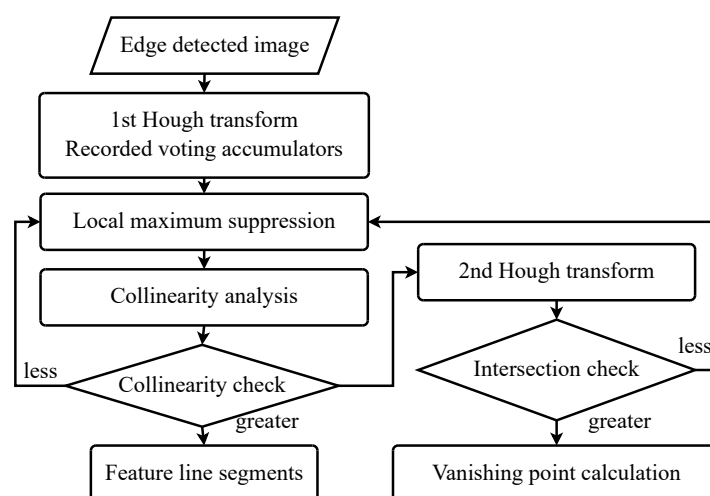 Edge detected image
1st Hough transform
Recorded voting accumulators
Local maximum suppression
2nd Hough transform
Collinearity analysis
less
Intersection check
less
Collinearity check
greater
greater
Feature line segments
Vanishing point calculation